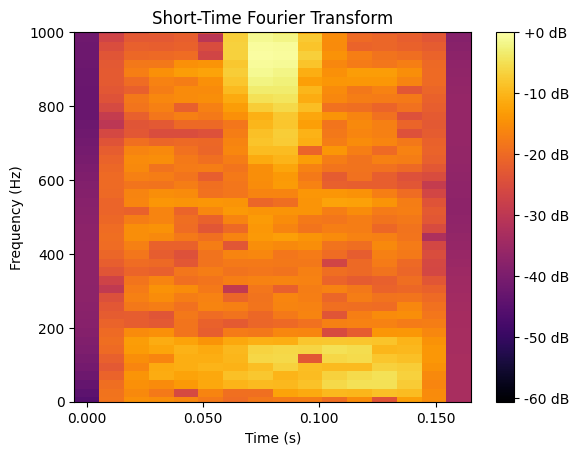 Short-Time Fourier Transform
1000
800
600
400
200
0
Frequency (Hz)
0.000
0.050
0.100
0.150
Time (s)
+0 dB
-10 dB
-20 dB
-30 dB
-40 dB
-50 dB
-60 dB